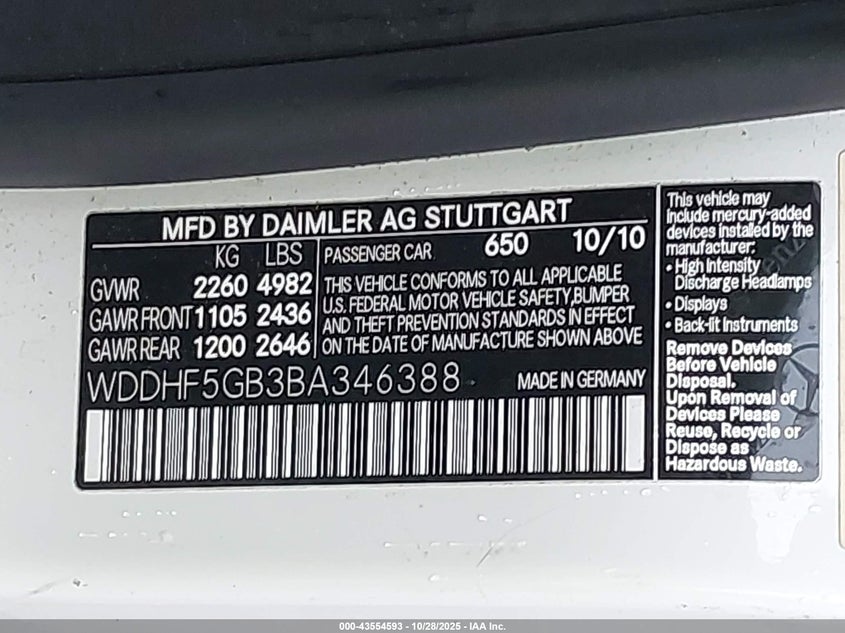 MFD BY DAIMLER AG STUTTGART
KG LBS
PASSENGER CAR 650 10/10
GVWR 2260 4982
GAWR FRONT 1105 2436
GAWR REAR 1200 2646
THIS VEHICLE CONFORMS TO ALL APPLICABLE
U.S. FEDERAL MOTOR VEHICLE SAFETY,BUMPER
AND THEFT PREVENTION STANDARDS IN EFFECT
ON THE DATE OF MANUFACTURE SHOWN ABOVE
WDDHF5GB3BA346388 MADE IN GERMANY
This vehicle may
include mercury-added
devices installed by the
manufacturer:
• High Intensity
Discharge Headlamps
• Displays
• Back-lit Instruments
Remove Devices
Before Vehicle
Disposal.
Upon Removal of
Devices Please
Reuse, Recycle or
Dispose as
Hazardous Waste.
000-43554593 - 10/28/2025 - IAA Inc.